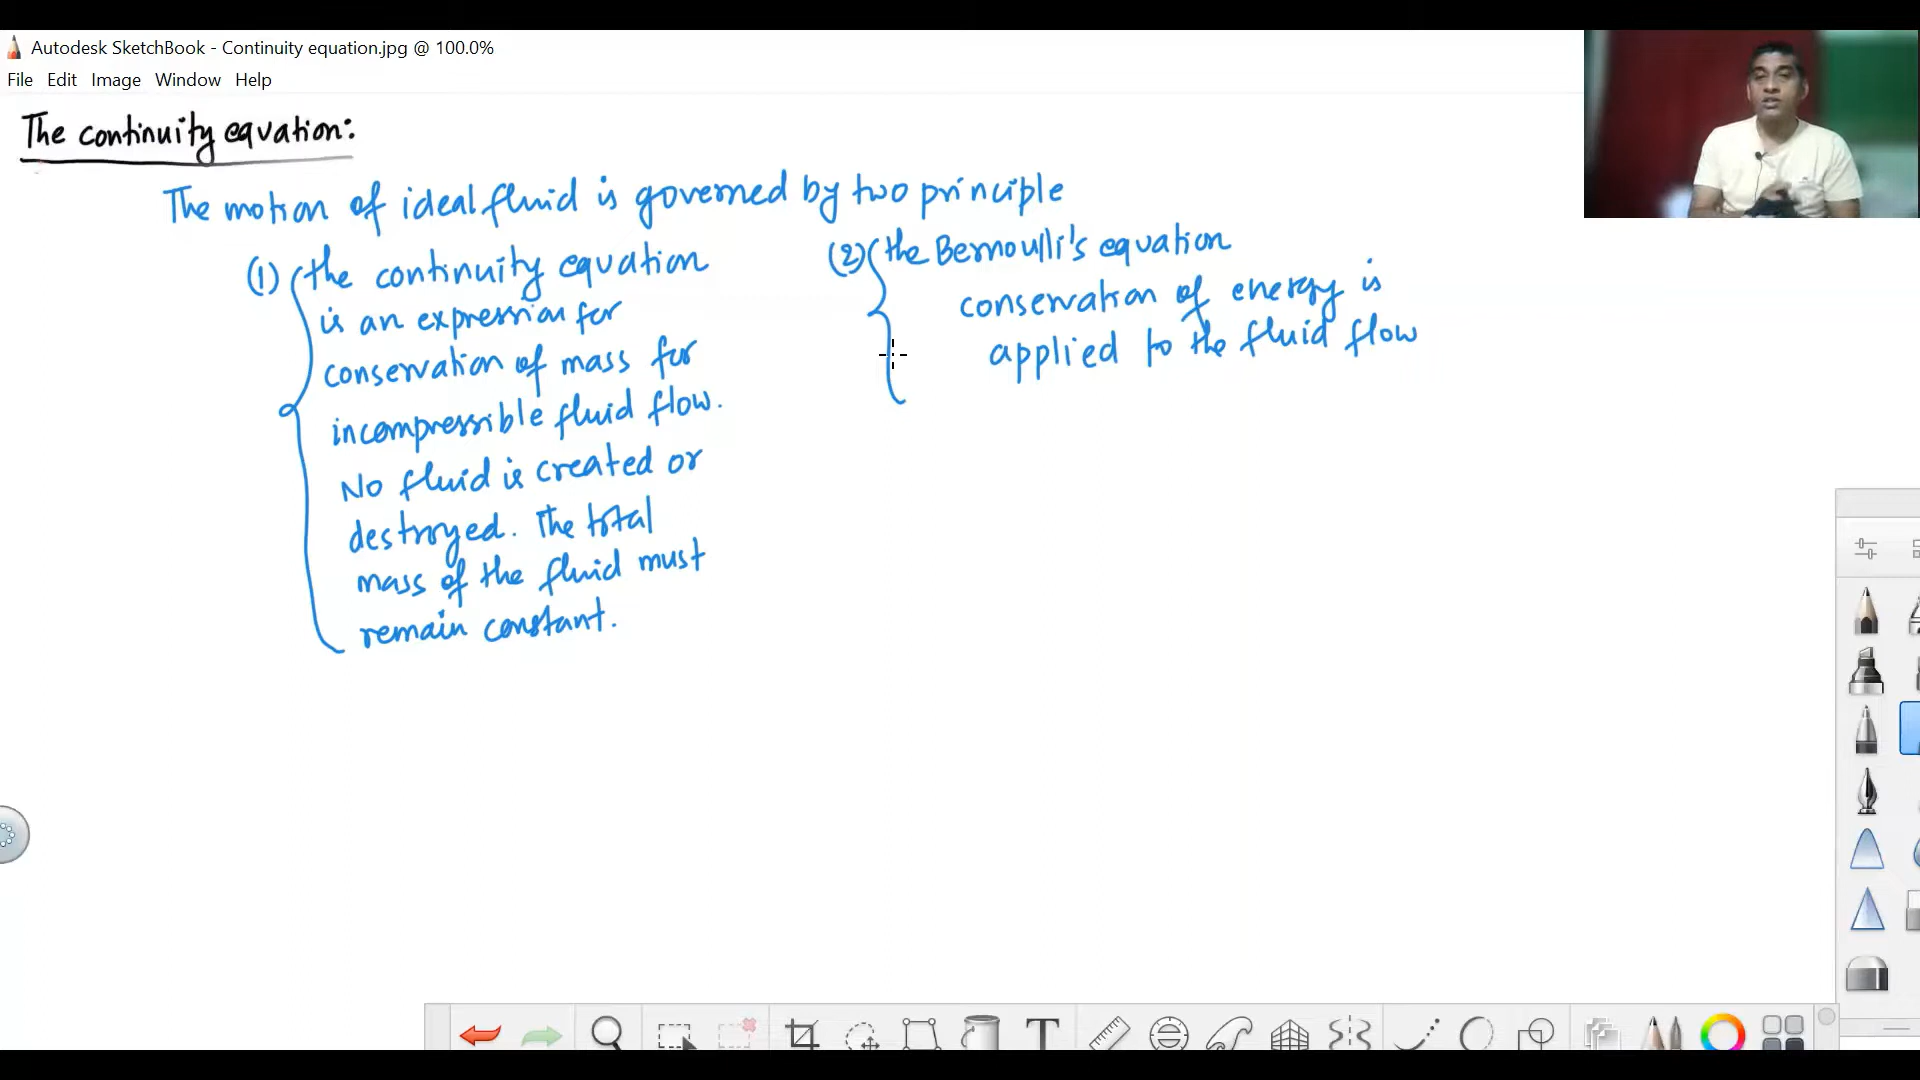 Autodesk SketchBook - Continuity equation.jpg @ 100.0%
File Edit Image Window Help
The continuity equation:
The motion of ideal fluid is governed by two principle
(1) the continuity equation
is an expression for
conservation of mass for
incompressible fluid flow.
No fluid is created or
destroyed. The total
mass of the fluid must
remain constant.
(2) the Bernoulli's equation
conservation of energy is
applied to the fluid flow